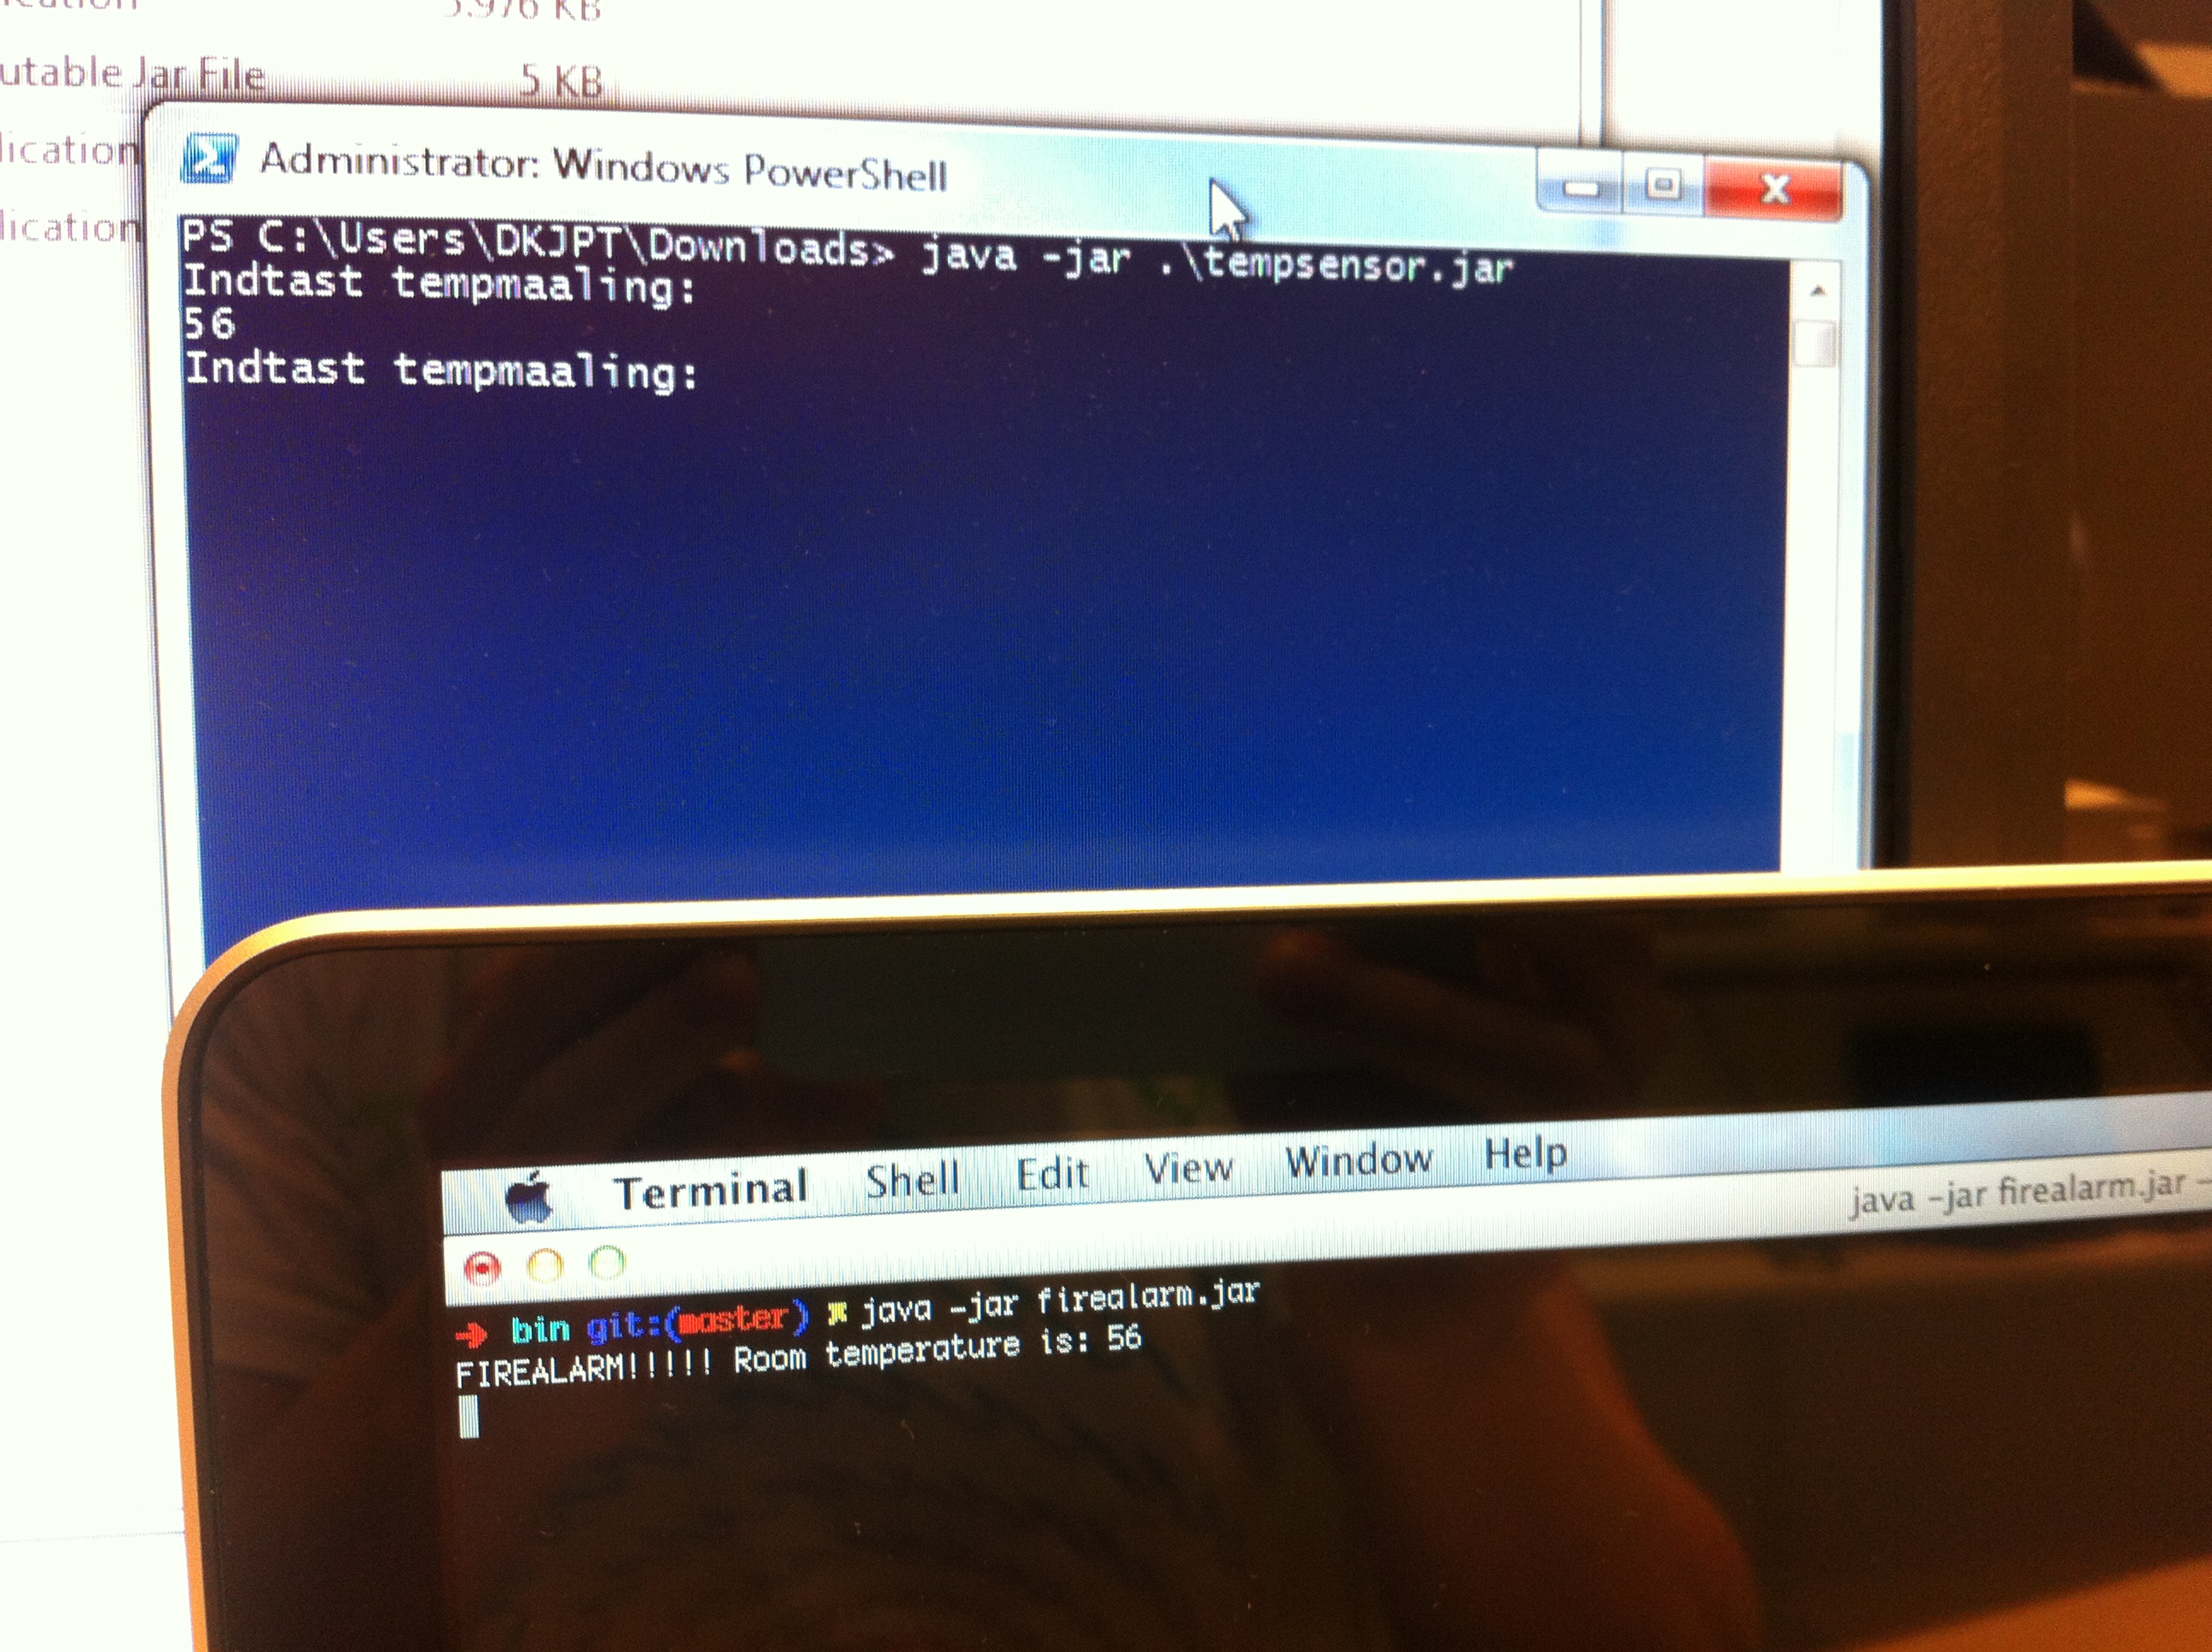 5.976 KB
utable Jar File 5 KB
lication
lication
Administrator: Windows PowerShell
PS C:\Users\DKJPT\Downloads> java -jar .\tempsensor.jar
Indtast tempmaaling:
56
Indtast tempmaaling:
Terminal Shell Edit View Window Help
java -jar firealarm.jar -
bin git:(master) ✗ java -jar firealarm.jar
FIREALARM!!!!! Room temperature is: 56